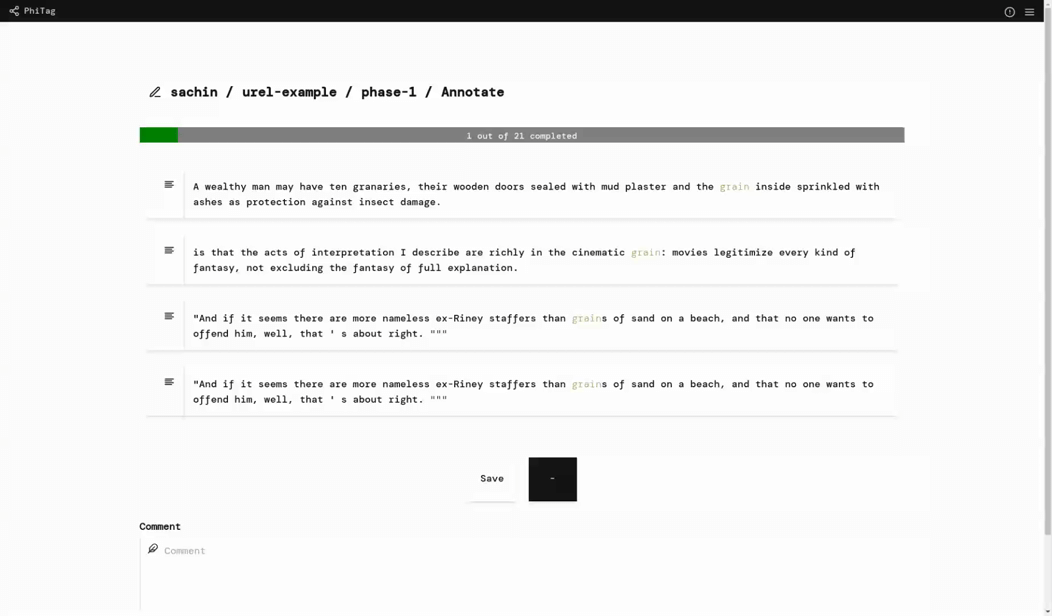 PhiTag
sachin / urel-example / phase-1 / Annotate
1 out of 21 completed
A wealthy man may have ten granaries, their wooden doors sealed with mud plaster and the grain inside sprinkled with
ashes as protection against insect damage.
is that the acts of interpretation I describe are richly in the cinematic grain: movies legitimize every kind of
fantasy, not excluding the fantasy of full explanation.
"And if it seems there are more nameless ex-Riney staffers than grains of sand on a beach, and that no one wants to
offend him, well, that ' s about right. """
"And if it seems there are more nameless ex-Riney staffers than grains of sand on a beach, and that no one wants to
offend him, well, that ' s about right. """
Save
-
Comment
Comment